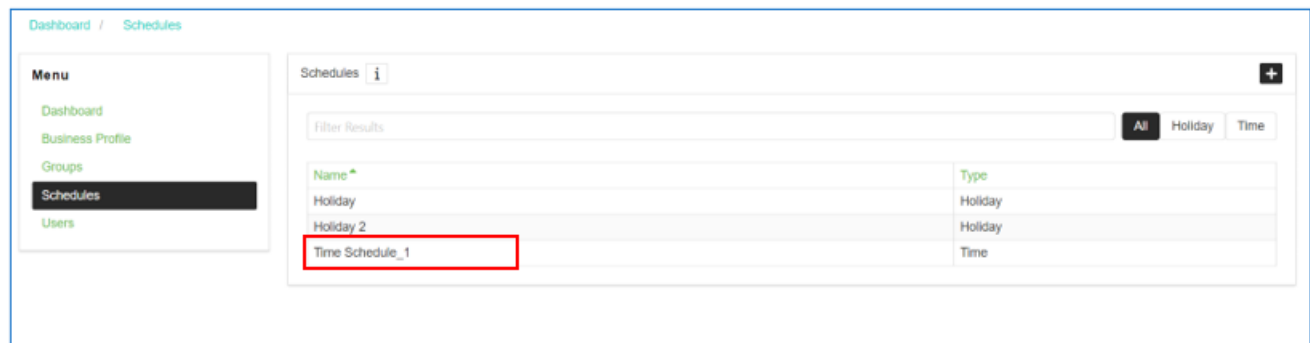 Dashboard / Schedules
Menu
Dashboard
Business Profile
Groups
Schedules
Users
Schedules i
+
Filter Results
All Holiday Time
Name Type
Holiday Holiday
Holiday 2 Holiday
Time Schedule_1 Time